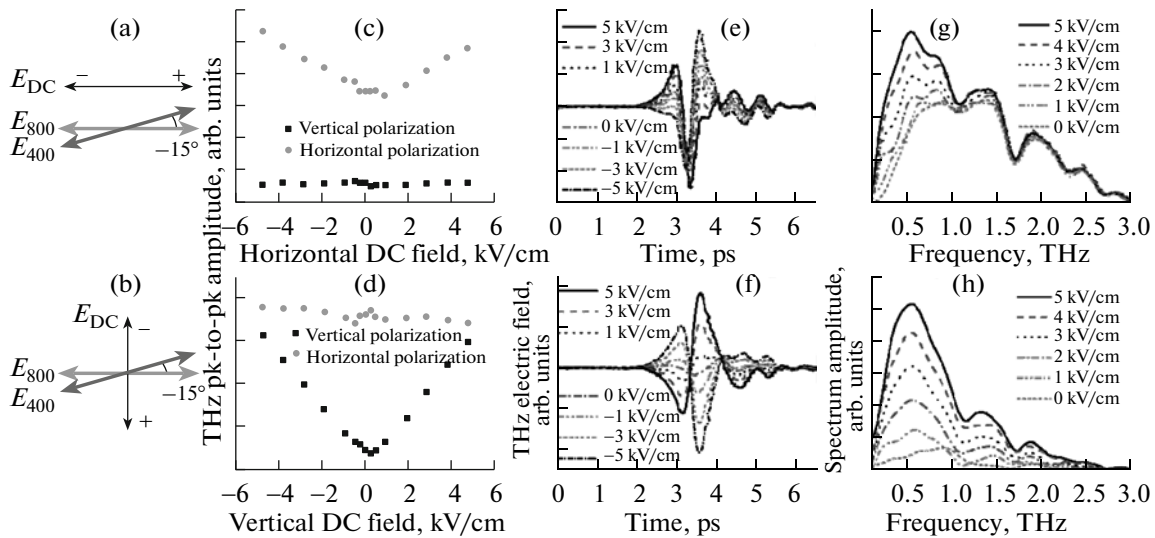 (a)
− +
E_DC
E_800
E_400
−15°
(b)
E_DC
−
E_800
E_400
−15°
+
THz pk-to-pk amplitude, arb. units
(c)
Vertical polarization
Horizontal polarization
−6 −4 −2 0 2 4 6
Horizontal DC field, kV/cm
(d)
Vertical polarization
Horizontal polarization
−6 −4 −2 0 2 4 6
Vertical DC field, kV/cm
(e)
5 kV/cm
3 kV/cm
1 kV/cm
0 kV/cm
−1 kV/cm
−3 kV/cm
−5 kV/cm
0 1 2 3 4 5 6
Time, ps
THz electric field,
arb. units
(f)
5 kV/cm
3 kV/cm
1 kV/cm
0 kV/cm
−1 kV/cm
−3 kV/cm
−5 kV/cm
0 1 2 3 4 5 6
Time, ps
(g)
5 kV/cm
4 kV/cm
3 kV/cm
2 kV/cm
1 kV/cm
0 kV/cm
0.5 1.0 1.5 2.0 2.5 3.0
Frequency, THz
Spectrum amplitude,
arb. units
(h)
5 kV/cm
4 kV/cm
3 kV/cm
2 kV/cm
1 kV/cm
0 kV/cm
0.5 1.0 1.5 2.0 2.5 3.0
Frequency, THz